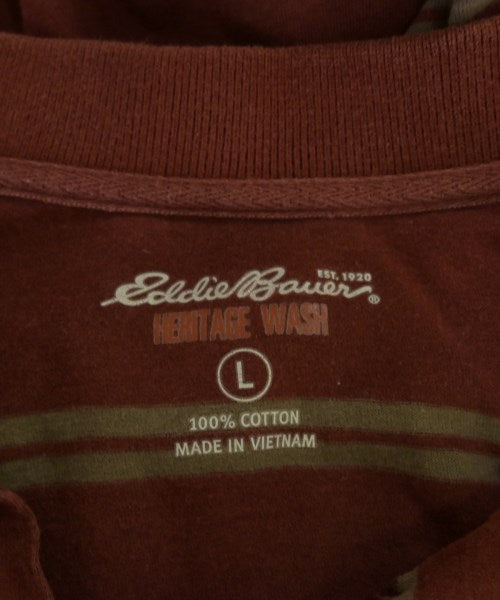 EST. 1920
Eddie Bauer®
HERITAGE WASH
L
100% COTTON
MADE IN VIETNAM